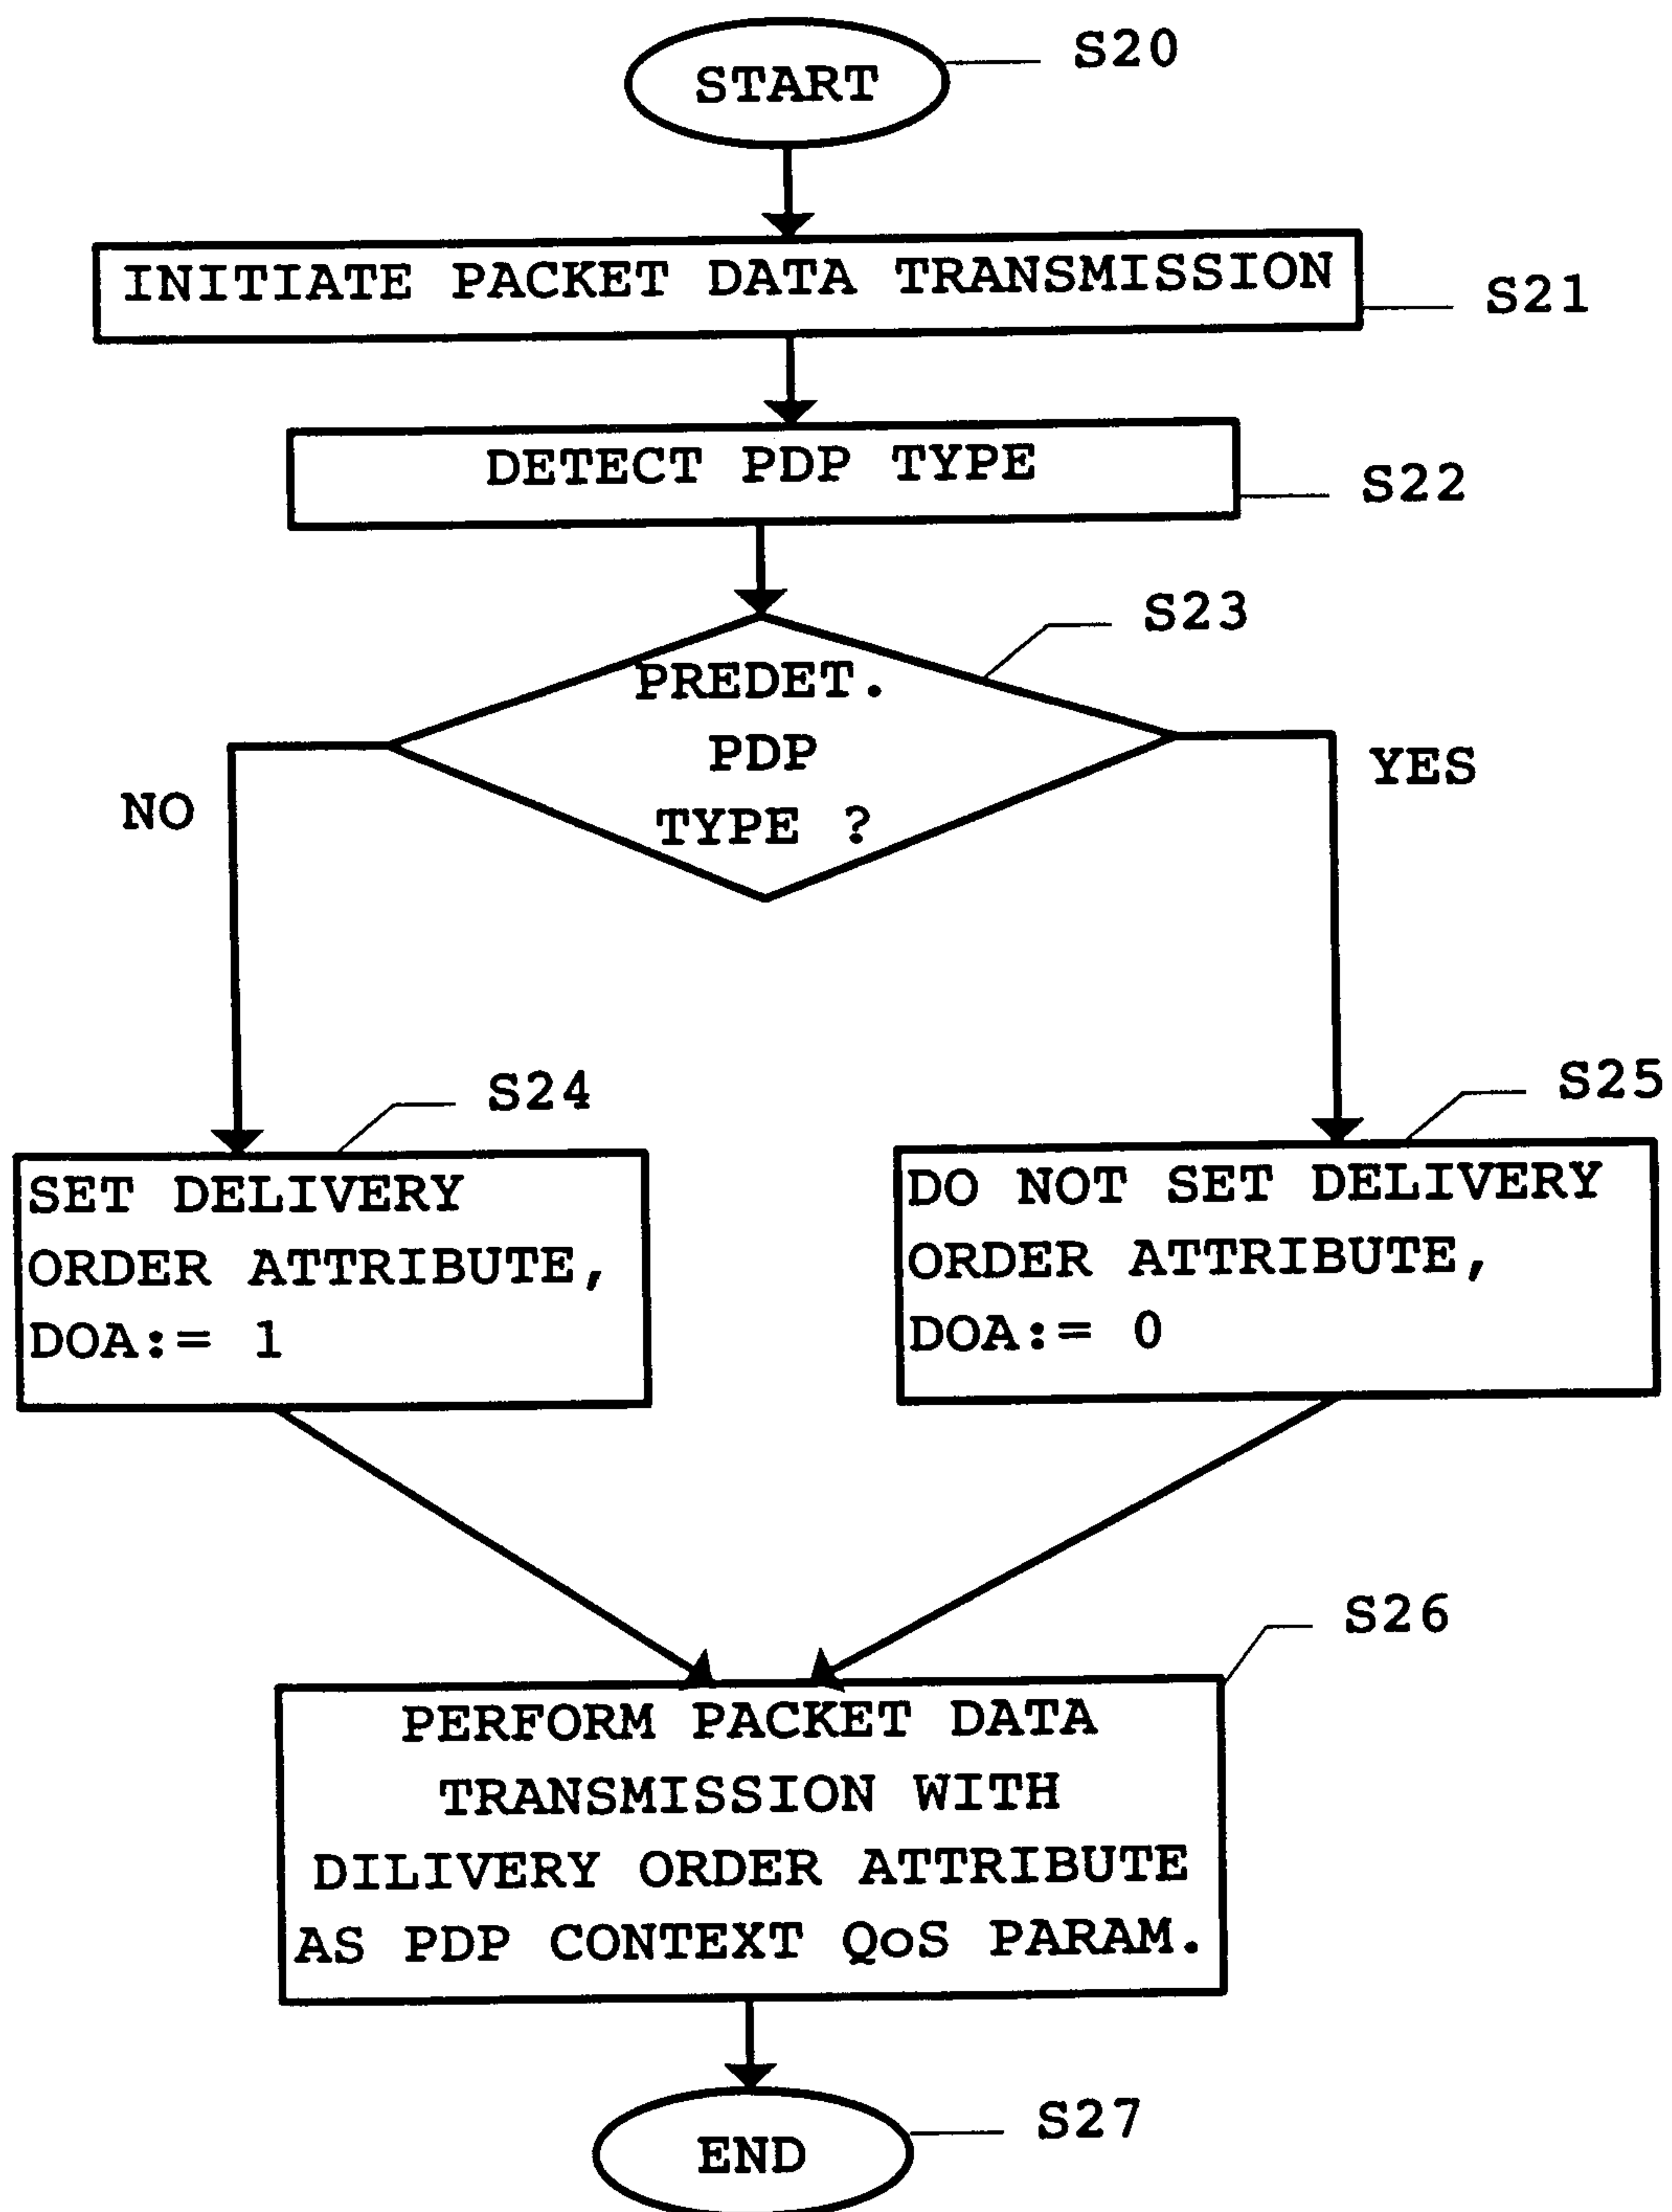 START
S20
INITIATE PACKET DATA TRANSMISSION
S21
DETECT PDP TYPE
S22
S23
PREDET.
PDP
TYPE ?
NO
YES
S24
SET DELIVERY
ORDER ATTRIBUTE,
DOA:= 1
S25
DO NOT SET DELIVERY
ORDER ATTRIBUTE,
DOA:= 0
S26
PERFORM PACKET DATA
TRANSMISSION WITH
DILIVERY ORDER ATTRIBUTE
AS PDP CONTEXT QoS PARAM.
END
S27